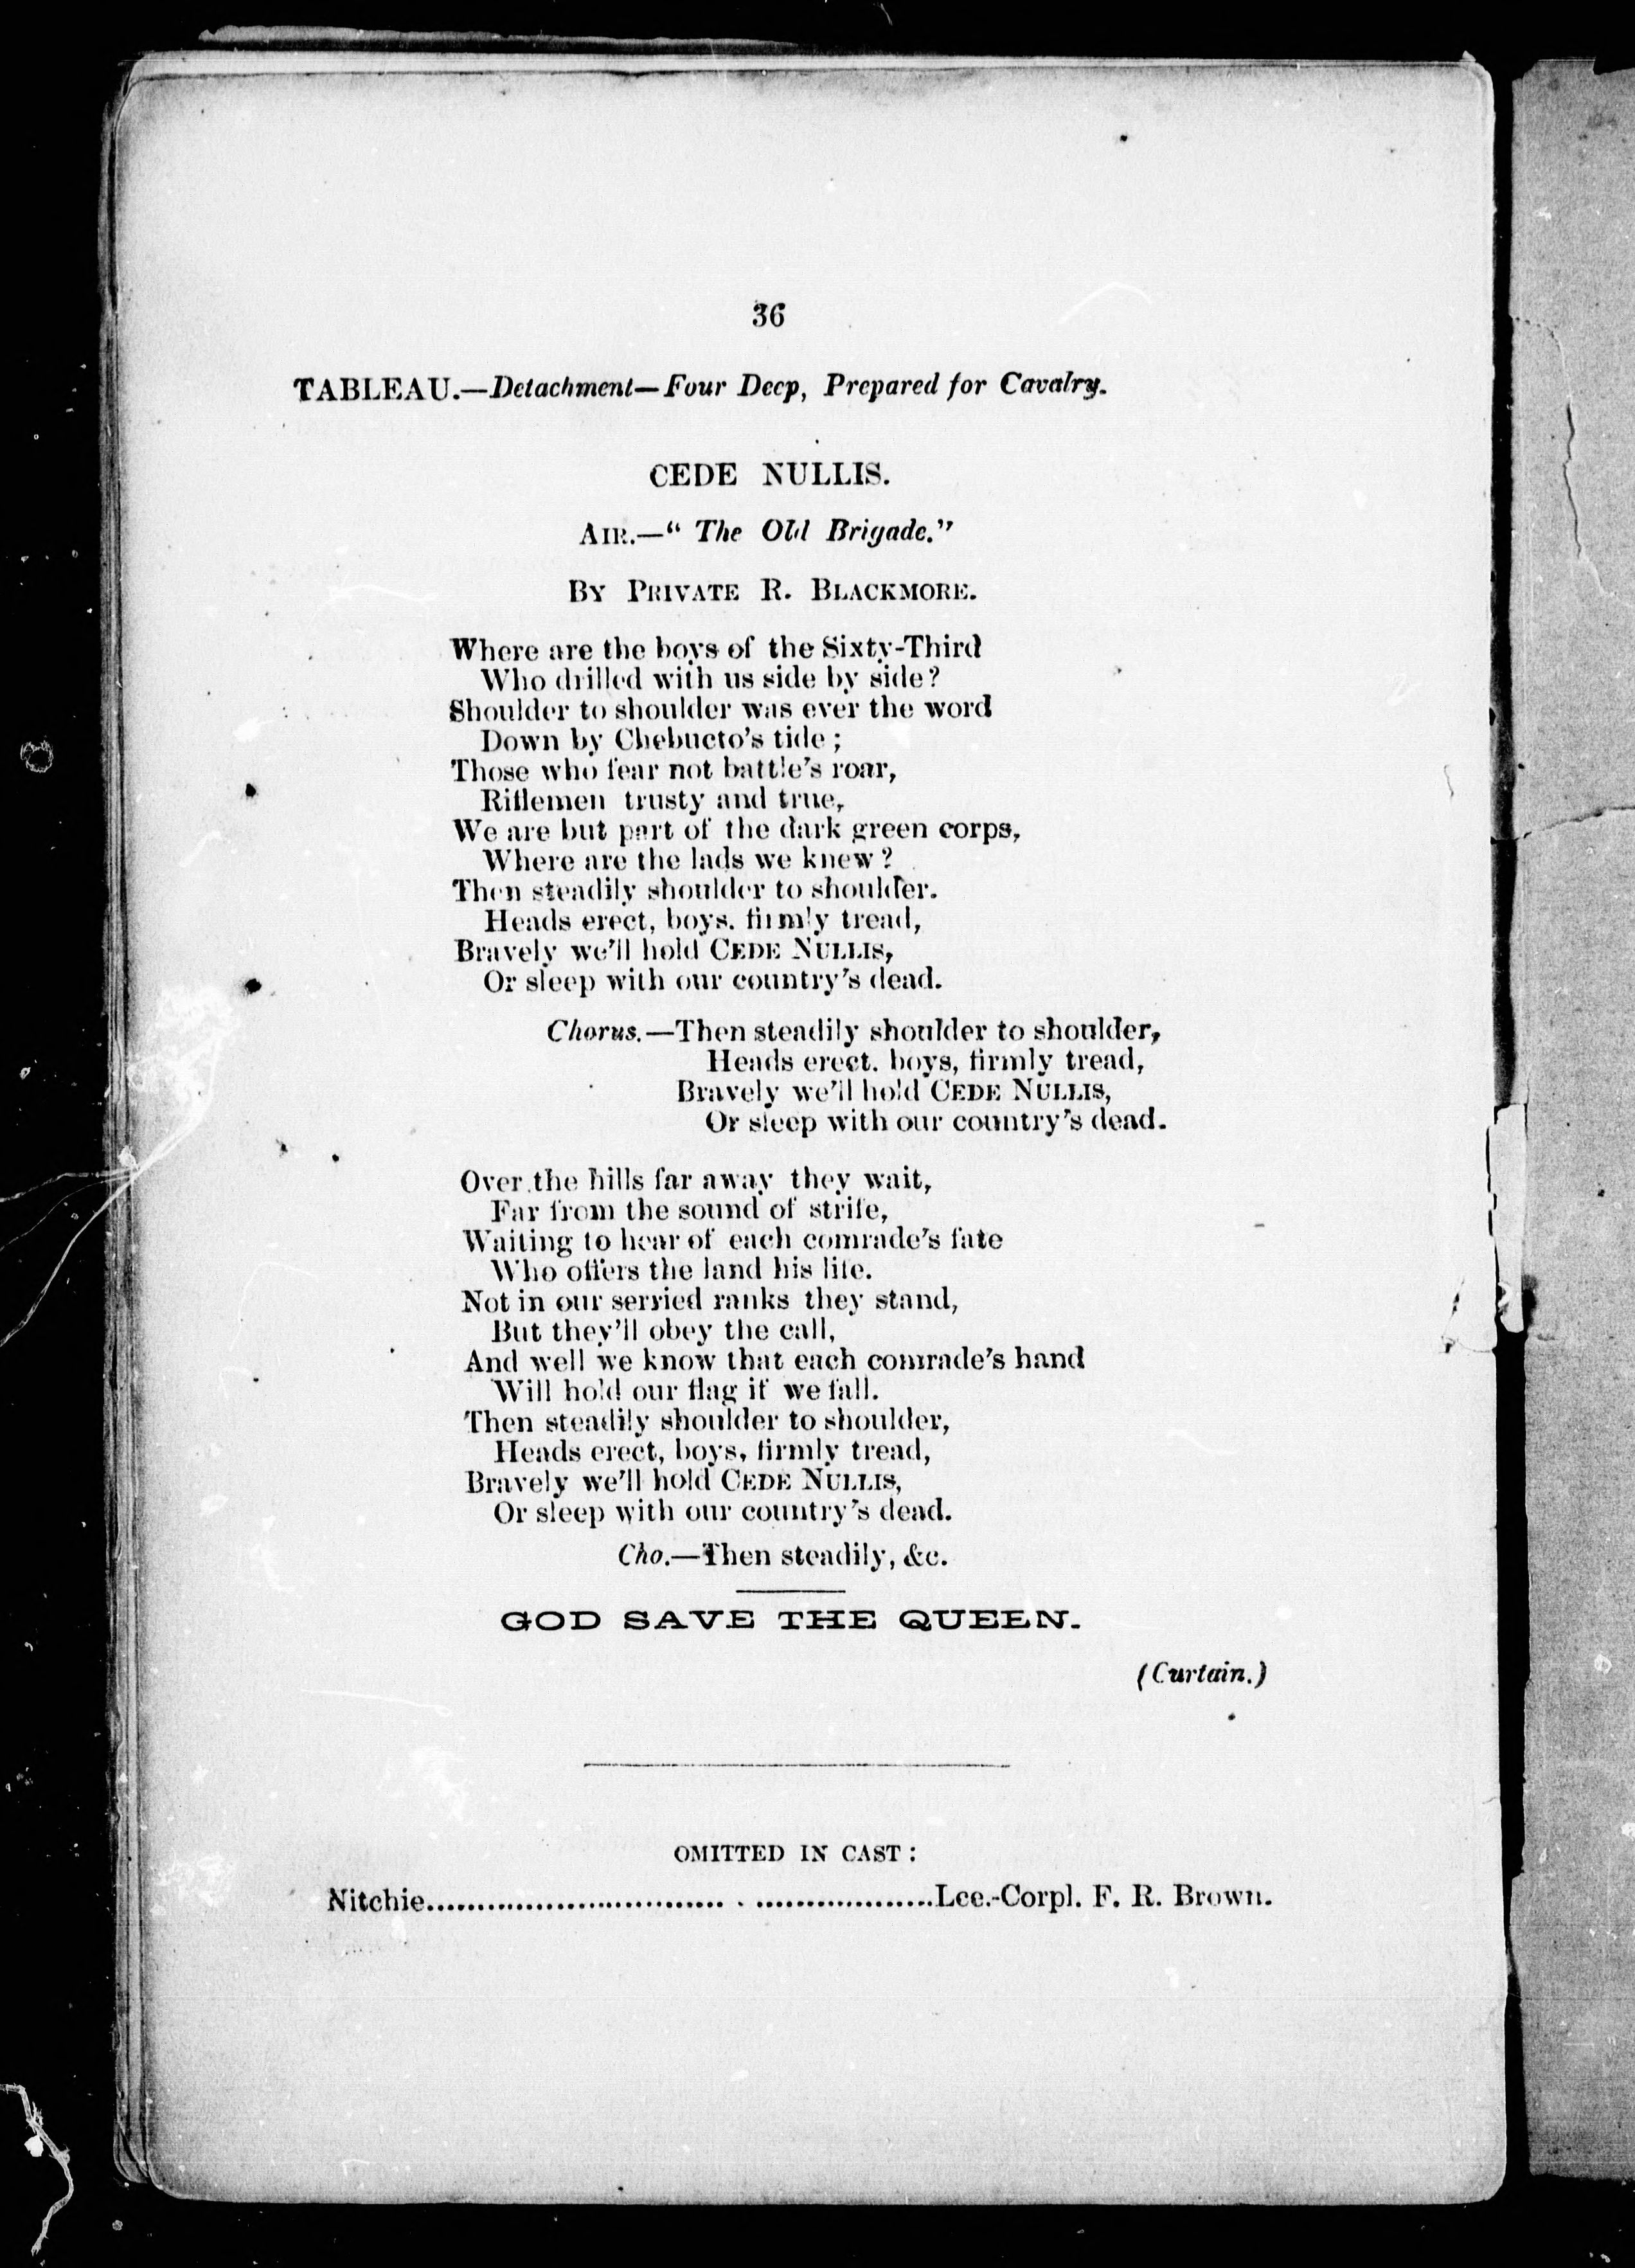 36
TABLEAU.—Detachment—Four Deep, Prepared for Cavalry.
CEDE NULLIS.
AIR.—“ The Old Brigade.”
BY PRIVATE R. BLACKMORE.
Where are the boys of the Sixty-Third
Who drilled with us side by side?
Shoulder to shoulder was ever the word
Down by Chebucto’s tide;
Those who fear not battle’s roar,
Riflemen trusty and true,
We are but part of the dark green corps,
Where are the lads we knew?
Then steadily shoulder to shoulder.
Heads erect, boys. firmly tread,
Bravely we’ll hold CEDE NULLIS,
Or sleep with our country’s dead.
Chorus.—Then steadily shoulder to shoulder,
Heads erect. boys, firmly tread,
Bravely we’ll hold CEDE NULLIS,
Or sleep with our country’s dead.
Over the hills far away they wait,
Far from the sound of strife,
Waiting to hear of each comrade’s fate
Who offers the land his life.
Not in our serried ranks they stand,
But they’ll obey the call,
And well we know that each comrade’s hand
Will hold our flag if we fall.
Then steadily shoulder to shoulder,
Heads erect, boys, firmly tread,
Bravely we’ll hold CEDE NULLIS,
Or sleep with our country’s dead.
Cho.—Then steadily, &c.
GOD SAVE THE QUEEN.
(Curtain.)
OMITTED IN CAST:
Nitchie..................................................Lce.-Corpl. F. R. Brown.